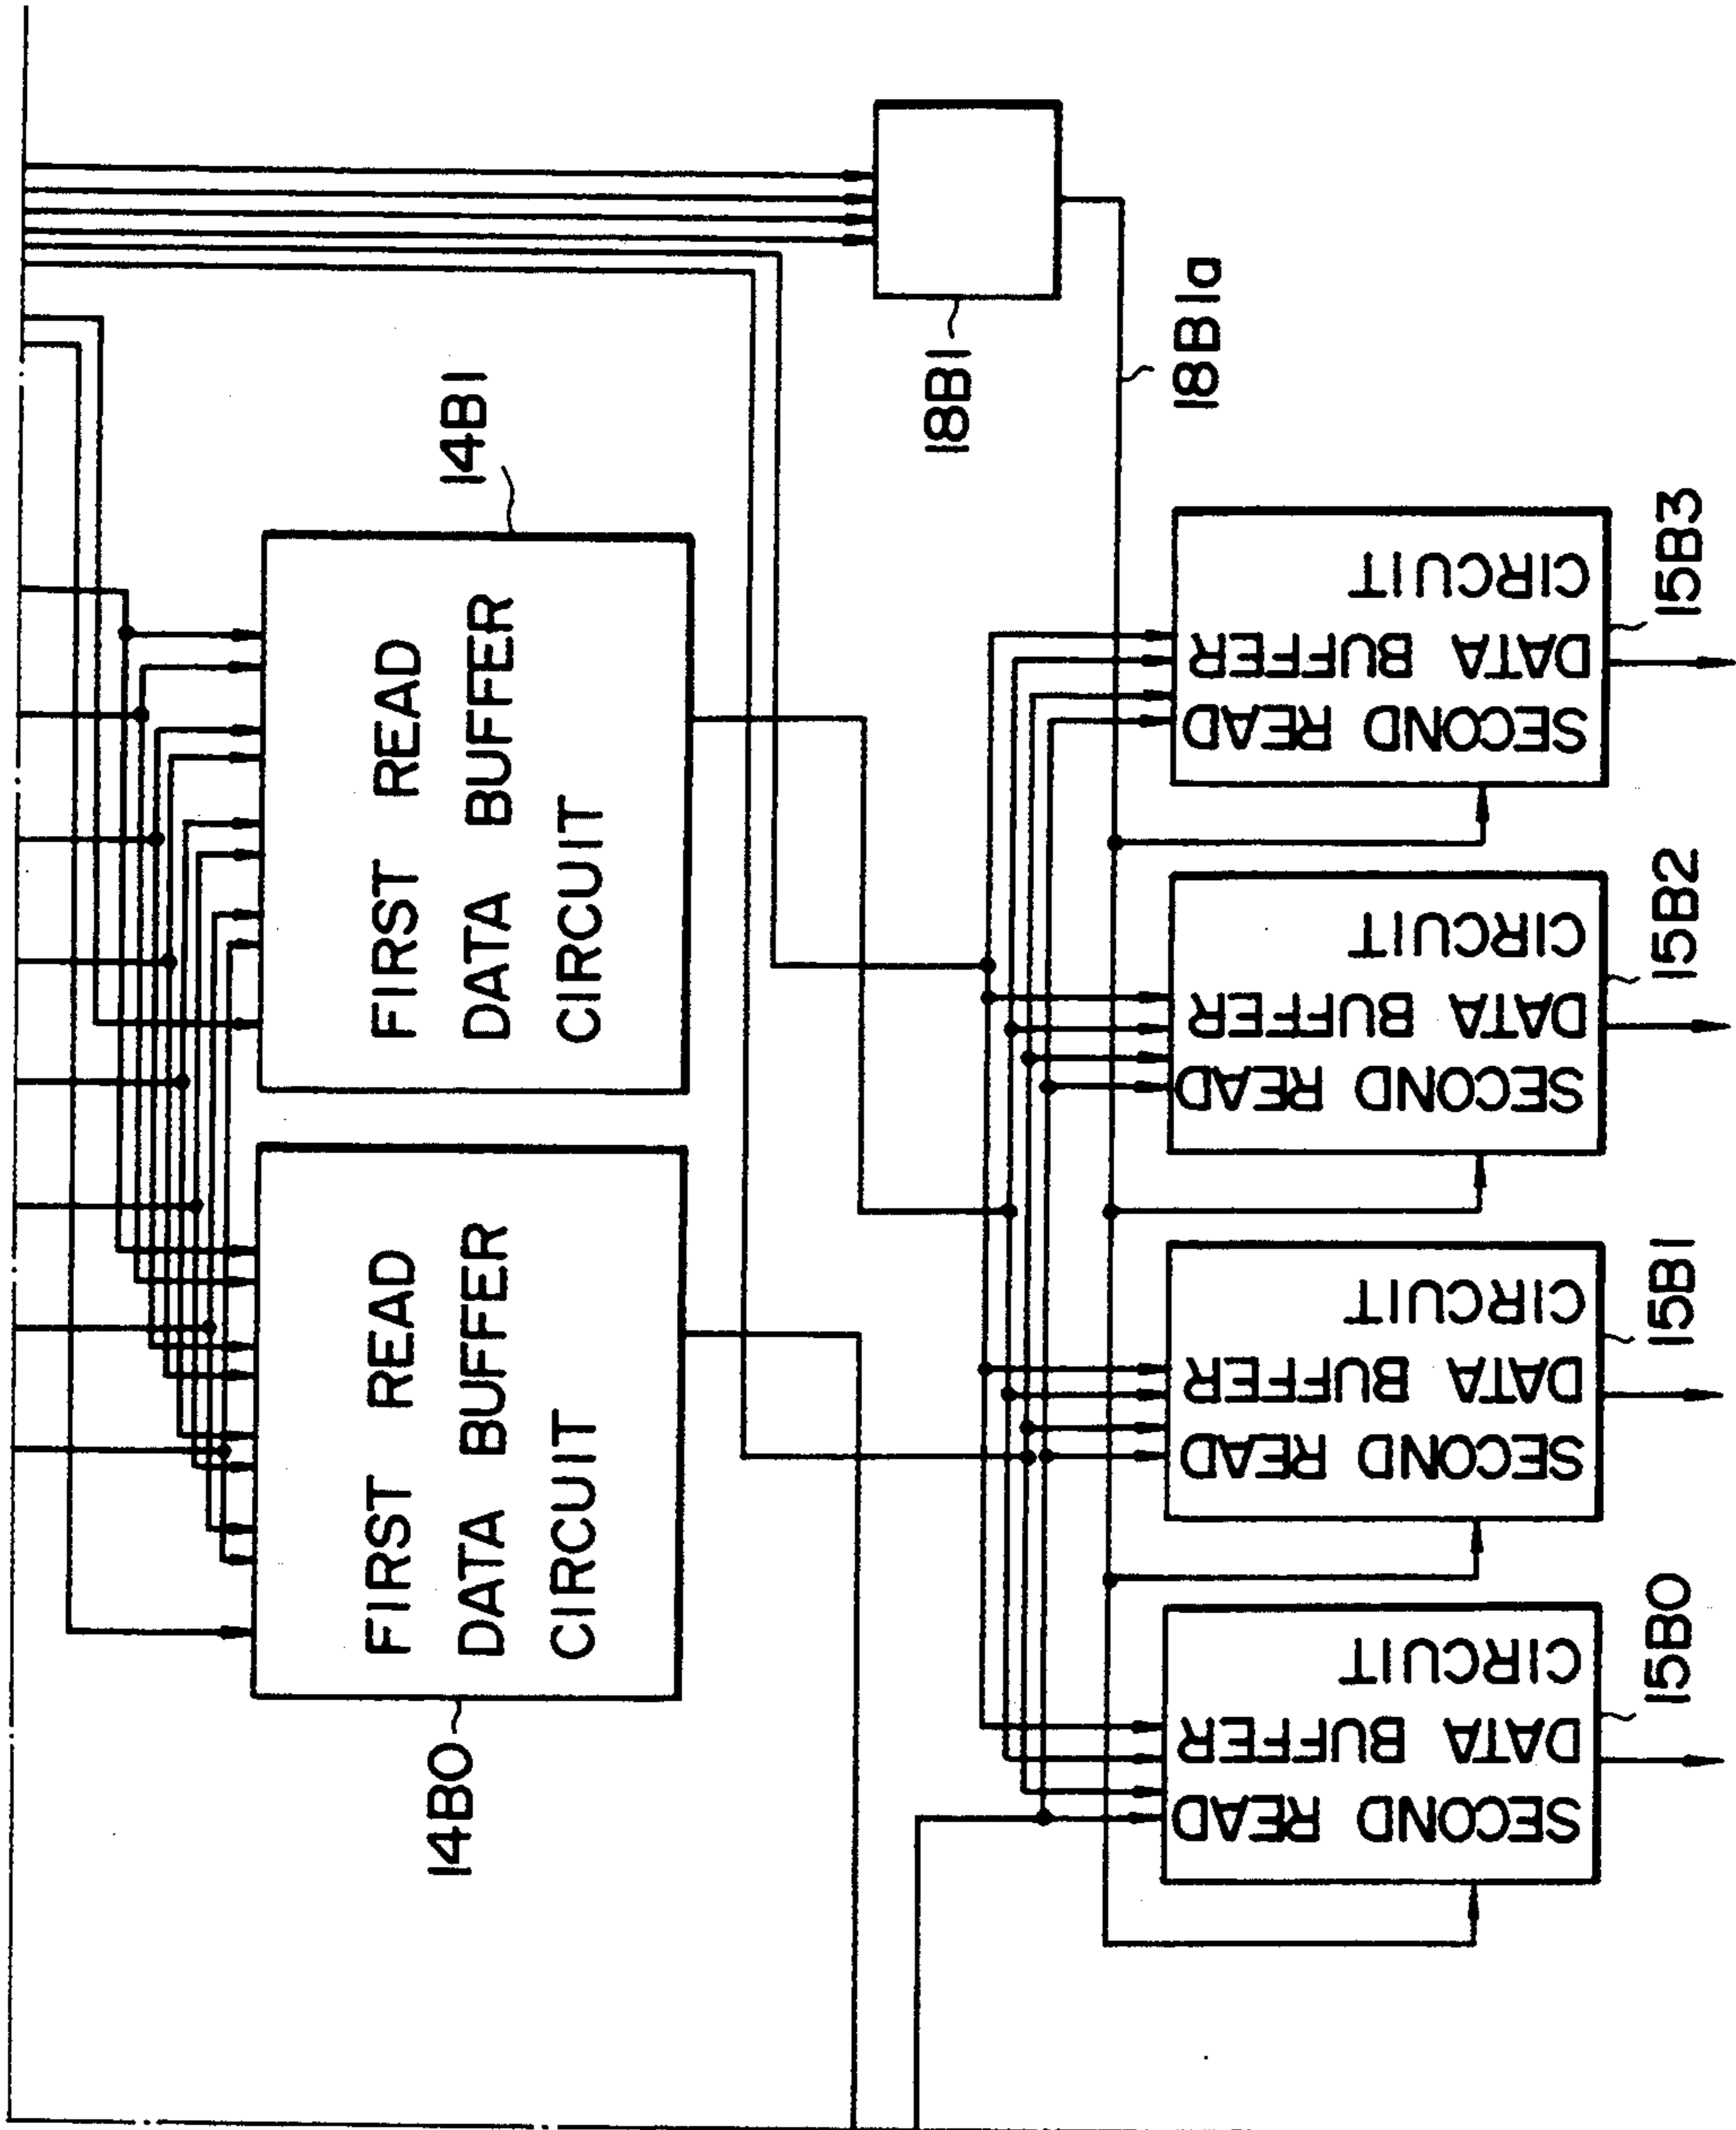 14B0
FIRST READ
DATA BUFFER
CIRCUIT
14B1
FIRST READ
DATA BUFFER
CIRCUIT
18B1
18B1a
15B0
SECOND READ
DATA BUFFER
CIRCUIT
15B1
SECOND READ
DATA BUFFER
CIRCUIT
15B2
SECOND READ
DATA BUFFER
CIRCUIT
15B3
SECOND READ
DATA BUFFER
CIRCUIT